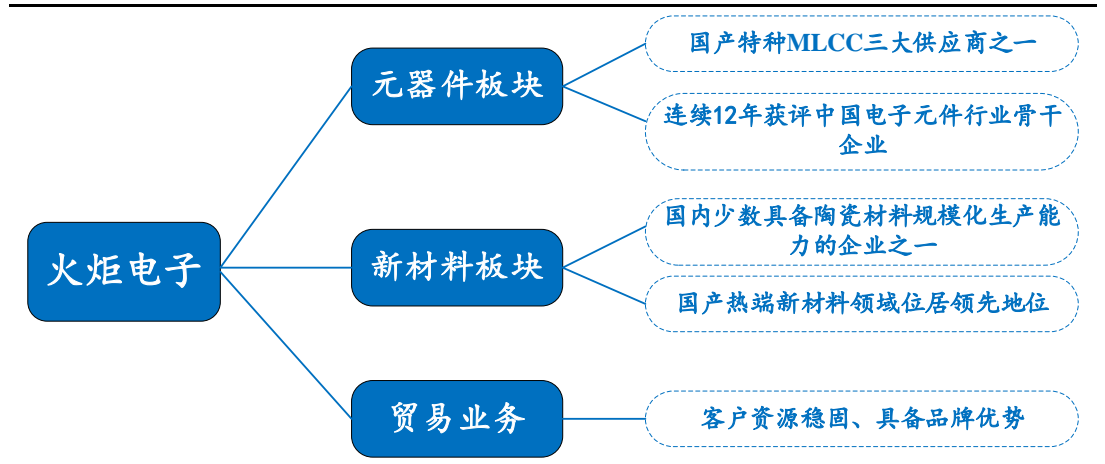 国产特种MLCC三大供应商之一
元器件板块
连续12年获评中国电子元件行业骨干
企业
国内少数具备陶瓷材料规模化生产能
力的企业之一
火炬电子
新材料板块
国产热端新材料领域位居领先地位
贸易业务
客户资源稳固、具备品牌优势